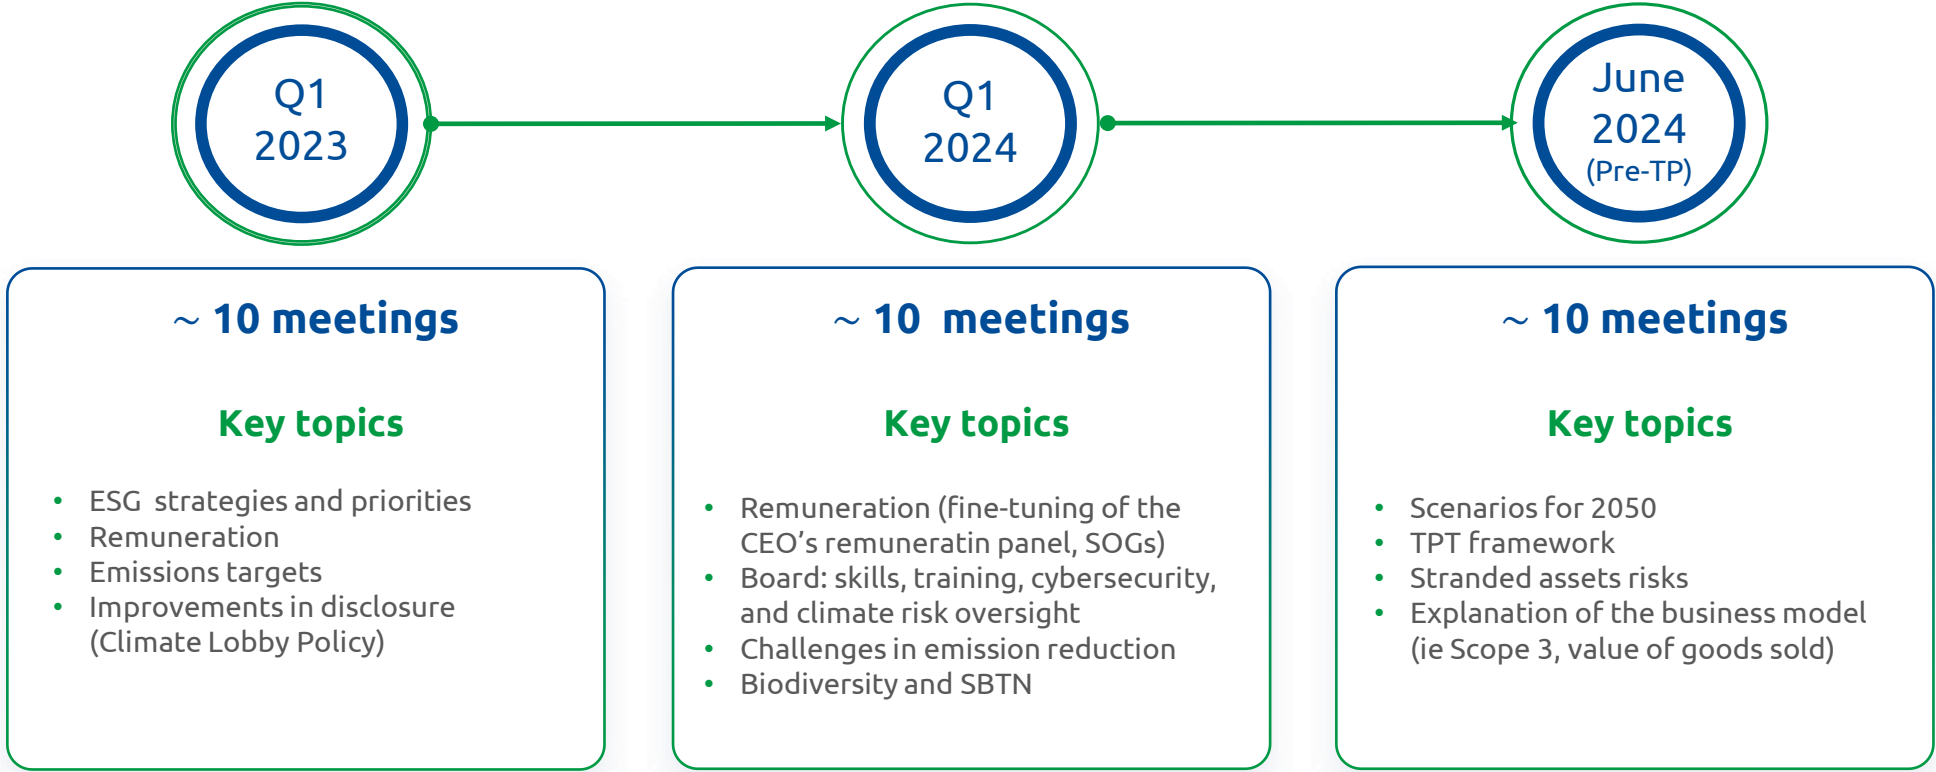 Q1
2023
Q1
2024
June
2024
(Pre-TP)
~ 10 meetings
Key topics
• ESG strategies and priorities
• Remuneration
• Emissions targets
• Improvements in disclosure
(Climate Lobby Policy)
~ 10 meetings
Key topics
• Remuneration (fine-tuning of the
CEO’s remuneratin panel, SOGs)
• Board: skills, training, cybersecurity,
and climate risk oversight
• Challenges in emission reduction
• Biodiversity and SBTN
~ 10 meetings
Key topics
• Scenarios for 2050
• TPT framework
• Stranded assets risks
• Explanation of the business model
(ie Scope 3, value of goods sold)